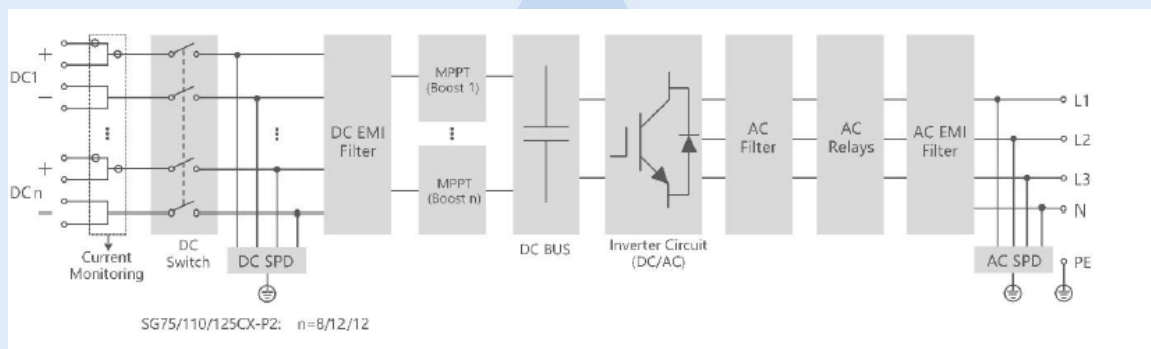 +
DC1
−
+
DCn
−
Current
Monitoring
DC
Switch
DC SPD
DC EMI
Filter
MPPT
(Boost 1)
MPPT
(Boost n)
DC BUS
Inverter Circuit
(DC/AC)
AC
Filter
AC
Relays
AC EMI
Filter
AC SPD
L1
L2
L3
N
PE
SG75/110/125CX-P2: n=8/12/12